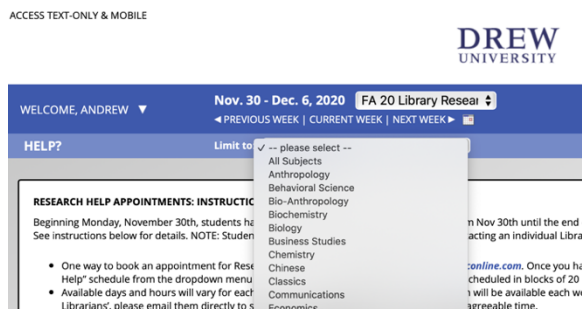 ACCESS TEXT-ONLY & MOBILE
DREW
UNIVERSITY
WELCOME, ANDREW ▼
Nov. 30 - Dec. 6, 2020 FA 20 Library Resear
◄ PREVIOUS WEEK | CURRENT WEEK | NEXT WEEK ►
HELP?
Limit to
✓ -- please select --
All Subjects
Anthropology
Behavioral Science
Bio-Anthropology
Biochemistry
Biology
Business Studies
Chemistry
Chinese
Classics
Communications
Economics
RESEARCH HELP APPOINTMENTS: INSTRUCTIO
Beginning Monday, November 30th, students ha m Nov 30th until the end
See instructions below for details. NOTE: Studen acting an individual Libra
• One way to book an appointment for Rese conline.com. Once you ha
Help" schedule from the dropdown menu cheduled in blocks of 20
• Available days and hours will vary for each n will be available each we
Librarians', please email them directly to s agreeable time.